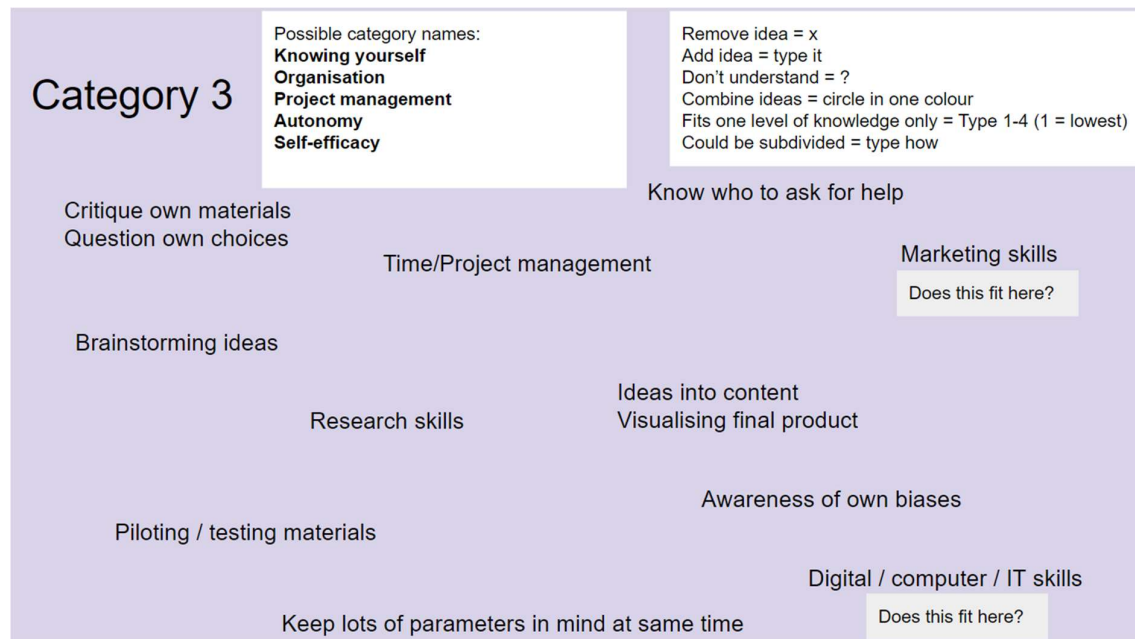 Category 3
Possible category names:
Knowing yourself
Organisation
Project management
Autonomy
Self-efficacy
Remove idea = x
Add idea = type it
Don't understand = ?
Combine ideas = circle in one colour
Fits one level of knowledge only = Type 1-4 (1 = lowest)
Could be subdivided = type how
Know who to ask for help
Critique own materials
Question own choices
Time/Project management
Marketing skills
Does this fit here?
Brainstorming ideas
Ideas into content
Visualising final product
Research skills
Awareness of own biases
Piloting / testing materials
Digital / computer / IT skills
Does this fit here?
Keep lots of parameters in mind at same time